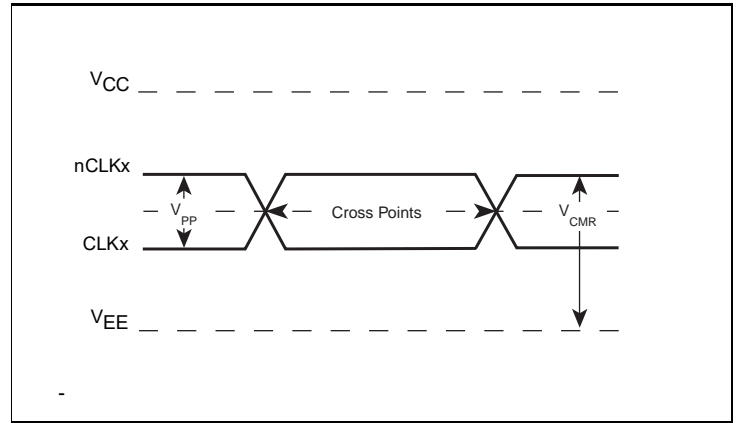 VCC
nCLKx
VPP
Cross Points
VCMR
CLKx
VEE
-